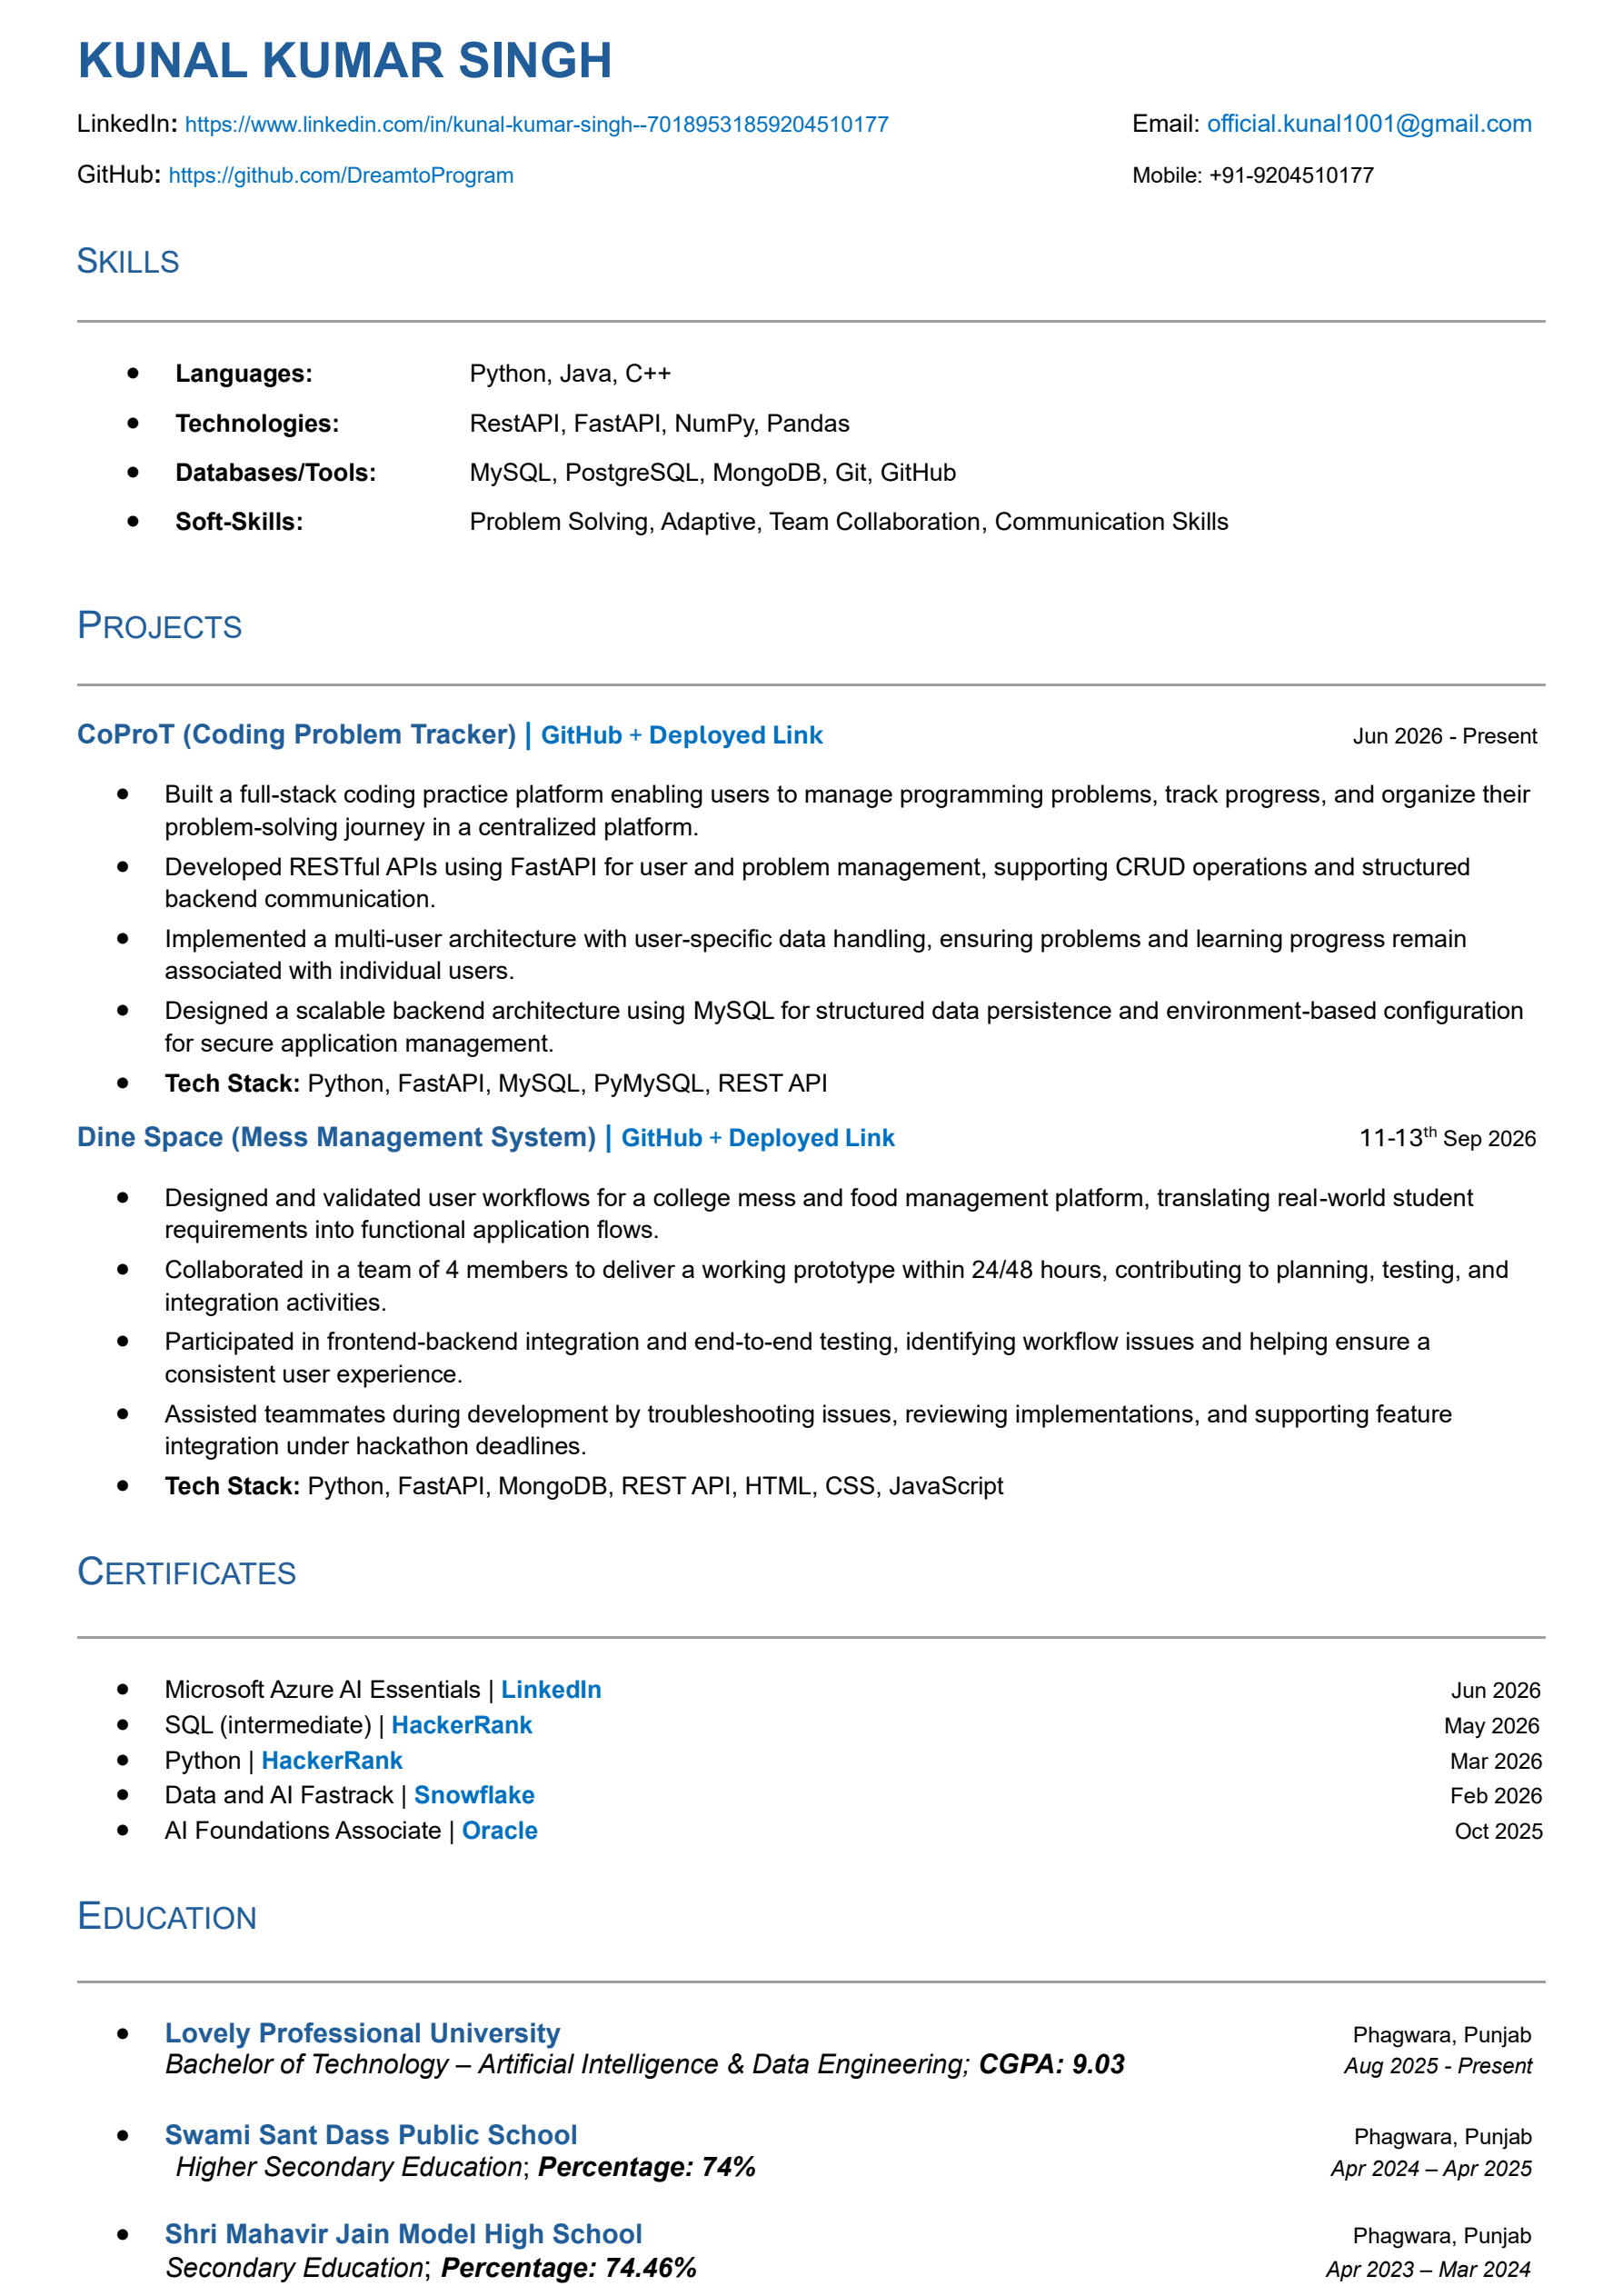 KUNAL KUMAR SINGH
LinkedIn: https://www.linkedin.com/in/kunal-kumar-singh--70189531859204510177 Email: official.kunal1001@gmail.com
GitHub: https://github.com/DreamtoProgram Mobile: +91-9204510177
SKILLS
● Languages: Python, Java, C++
● Technologies: RestAPI, FastAPI, NumPy, Pandas
● Databases/Tools: MySQL, PostgreSQL, MongoDB, Git, GitHub
● Soft-Skills: Problem Solving, Adaptive, Team Collaboration, Communication Skills
PROJECTS
CoProT (Coding Problem Tracker) | GitHub + Deployed Link Jun 2026 - Present
● Built a full-stack coding practice platform enabling users to manage programming problems, track progress, and organize their
problem-solving journey in a centralized platform.
● Developed RESTful APIs using FastAPI for user and problem management, supporting CRUD operations and structured
backend communication.
● Implemented a multi-user architecture with user-specific data handling, ensuring problems and learning progress remain
associated with individual users.
● Designed a scalable backend architecture using MySQL for structured data persistence and environment-based configuration
for secure application management.
● Tech Stack: Python, FastAPI, MySQL, PyMySQL, REST API
Dine Space (Mess Management System) | GitHub + Deployed Link 11-13th Sep 2026
● Designed and validated user workflows for a college mess and food management platform, translating real-world student
requirements into functional application flows.
● Collaborated in a team of 4 members to deliver a working prototype within 24/48 hours, contributing to planning, testing, and
integration activities.
● Participated in frontend-backend integration and end-to-end testing, identifying workflow issues and helping ensure a
consistent user experience.
● Assisted teammates during development by troubleshooting issues, reviewing implementations, and supporting feature
integration under hackathon deadlines.
● Tech Stack: Python, FastAPI, MongoDB, REST API, HTML, CSS, JavaScript
CERTIFICATES
● Microsoft Azure AI Essentials | LinkedIn Jun 2026
● SQL (intermediate) | HackerRank May 2026
● Python | HackerRank Mar 2026
● Data and AI Fastrack | Snowflake Feb 2026
● AI Foundations Associate | Oracle Oct 2025
EDUCATION
● Lovely Professional University Phagwara, Punjab
Bachelor of Technology – Artificial Intelligence & Data Engineering; CGPA: 9.03 Aug 2025 - Present
● Swami Sant Dass Public School Phagwara, Punjab
Higher Secondary Education; Percentage: 74% Apr 2024 – Apr 2025
● Shri Mahavir Jain Model High School Phagwara, Punjab
Secondary Education; Percentage: 74.46% Apr 2023 – Mar 2024